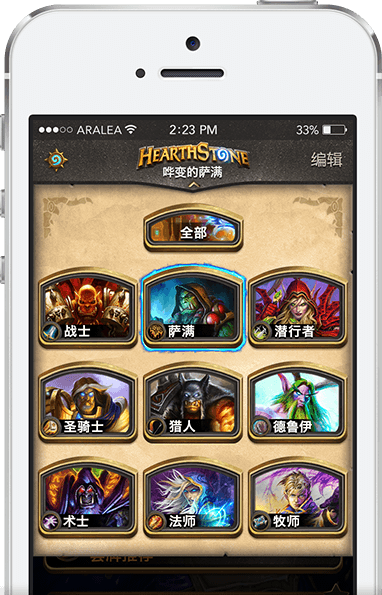 ARALEA 2:23 PM 33%
HEARTHSTONE 编辑
哗变的萨满
全部
战士 萨满 潜行者
圣骑士 猎人 德鲁伊
术士 法师 牧师